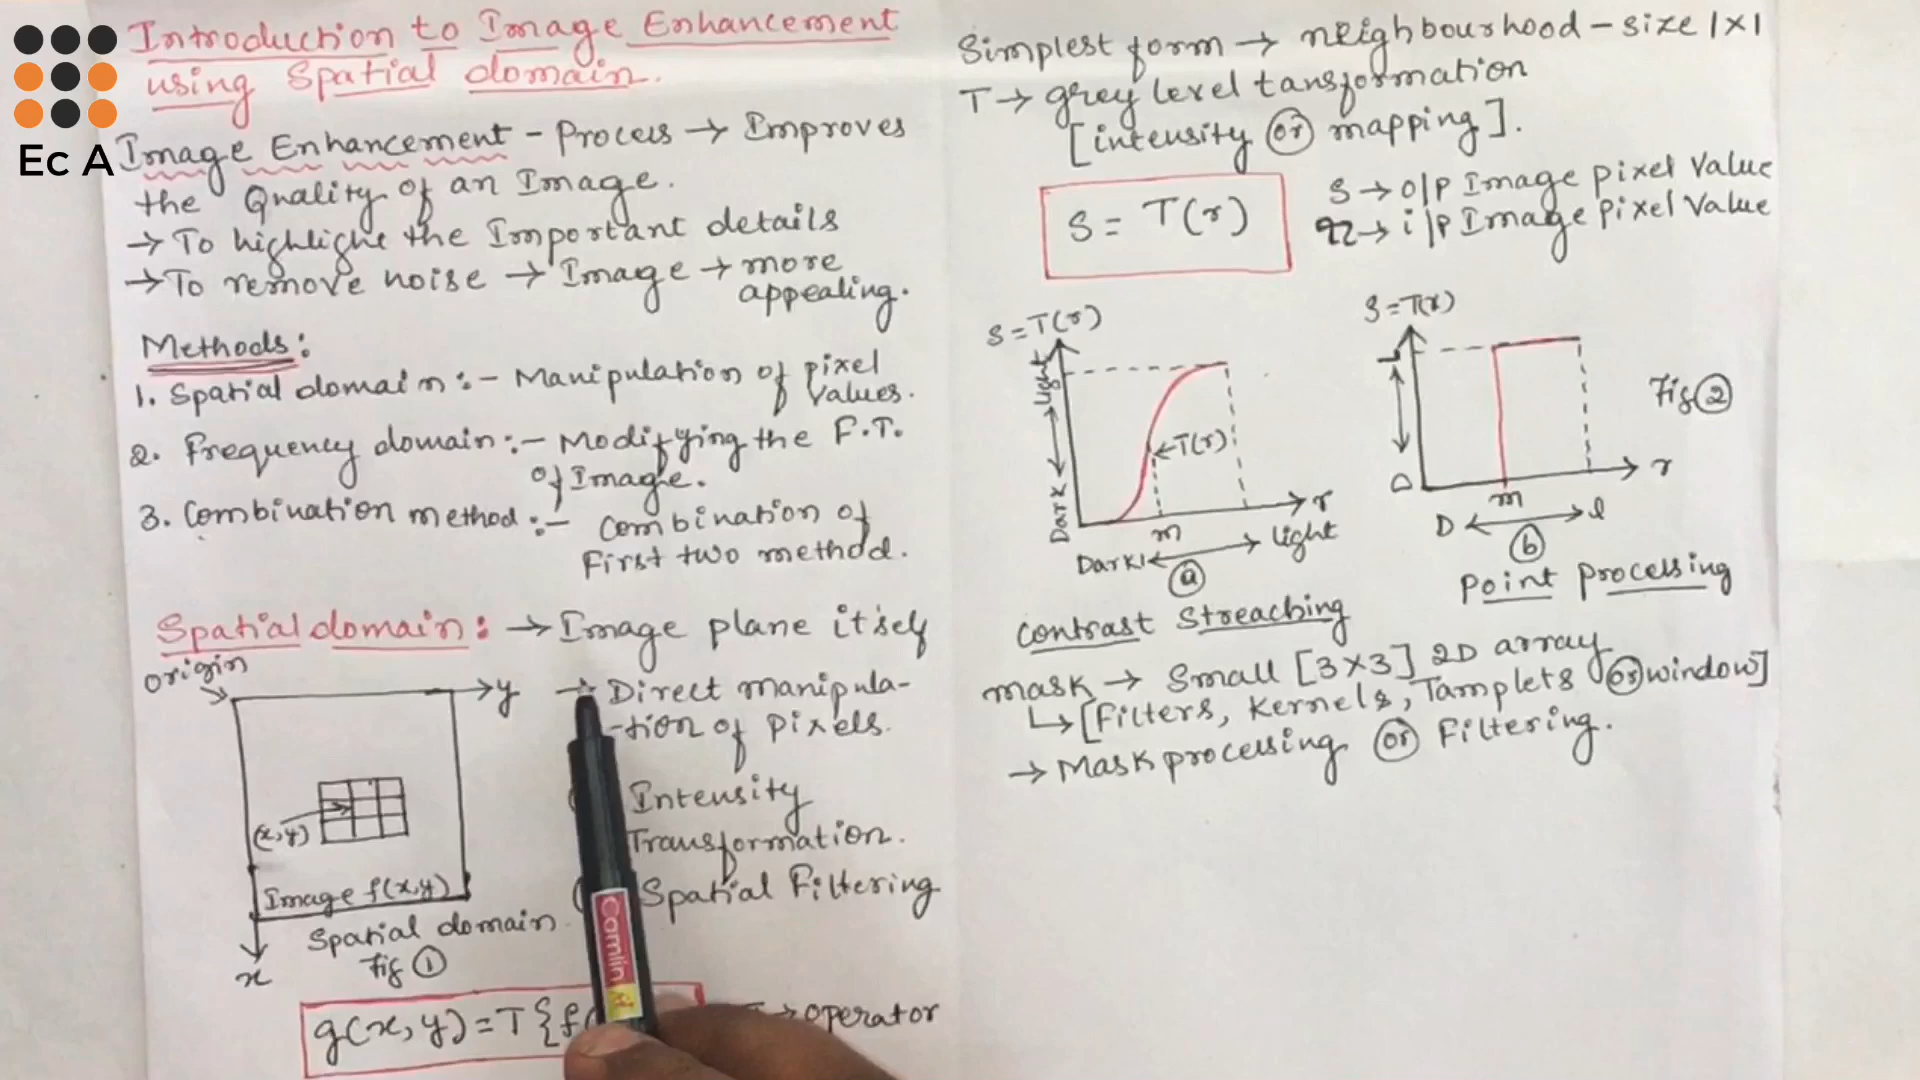 Ec A
Introduction to Image Enhancement
using Spatial domain.
Image Enhancement - Process → Improves
the Quality of an Image.
→ To highlight the Important details
→ To remove noise → Image → more
appealing.
Methods:
1. Spatial domain :- Manipulation of pixel
Values.
2. Frequency domain :- Modifying the F.T.
of Image.
3. Combination method :- Combination of
First two method.
Spatial domain: → Image plane itself
origin
y
→ Direct manipula-
-tion of pixels.
Intensity
Transformation.
(x,y)
Spatial Filtering
Image f(x,y)
Spatial domain
Fig ①
x
g(x,y) = T{f(
→ operator
Simplest form → neighbourhood - size 1×1
T → grey level tansformation
[intensity or mapping].
S = T(r)
S → o/p Image pixel Value
r → i/p Image pixel Value
S = T(r)
Dark ↔ Light
← T(r)
m
r
Dark ↔ light
ⓐ
Contrast Streaching
S = T(r)
L
D
m
r
D ↔ l
ⓑ
Fig ②
Point Processing
mask → Small [3×3] 2D array
↳ [Filters, Kernels, Tamplets or window]
→ Mask processing or Filtering.
Camlin